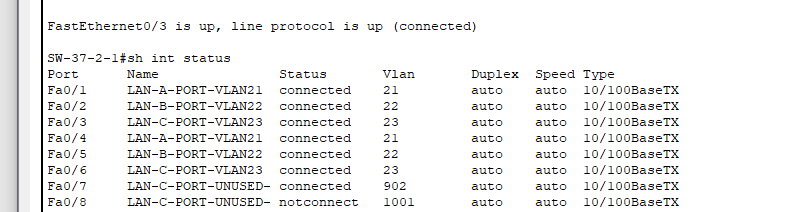 FastEthernet0/3 is up, line protocol is up (connected)
SW-37-2-1#sh int status
Port Name Status Vlan Duplex Speed Type
Fa0/1 LAN-A-PORT-VLAN21 connected 21 auto auto 10/100BaseTX
Fa0/2 LAN-B-PORT-VLAN22 connected 22 auto auto 10/100BaseTX
Fa0/3 LAN-C-PORT-VLAN23 connected 23 auto auto 10/100BaseTX
Fa0/4 LAN-A-PORT-VLAN21 connected 21 auto auto 10/100BaseTX
Fa0/5 LAN-B-PORT-VLAN22 connected 22 auto auto 10/100BaseTX
Fa0/6 LAN-C-PORT-VLAN23 connected 23 auto auto 10/100BaseTX
Fa0/7 LAN-C-PORT-UNUSED- connected 902 auto auto 10/100BaseTX
Fa0/8 LAN-C-PORT-UNUSED- notconnect 1001 auto auto 10/100BaseTX